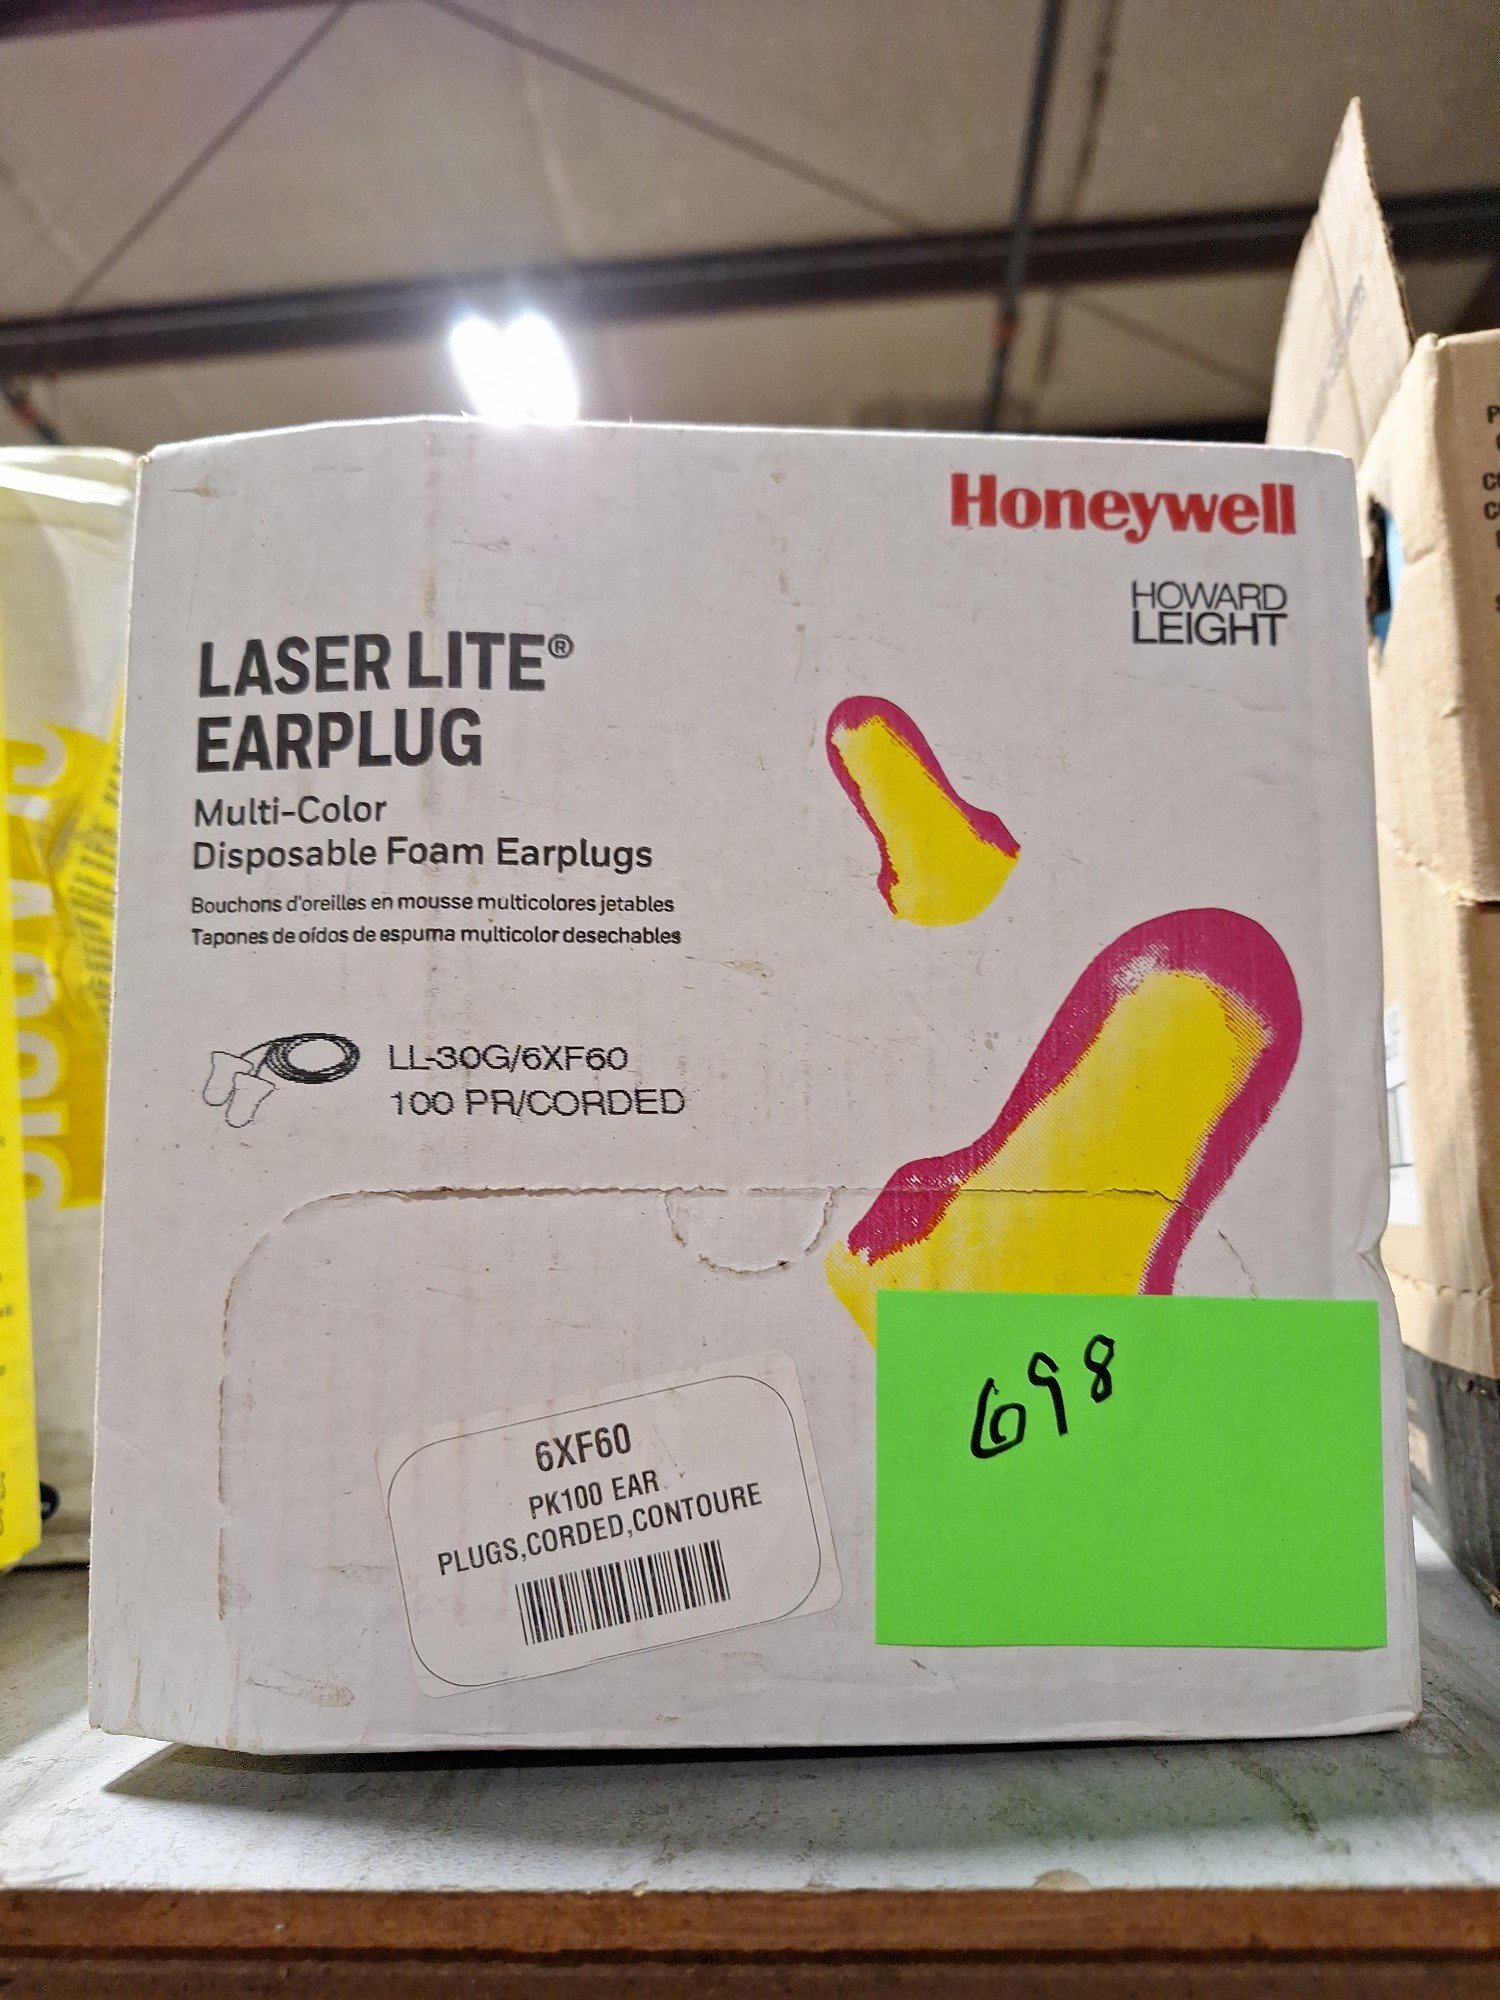 Honeywell
HOWARD
LEIGHT
LASER LITE®
EARPLUG
Multi-Color
Disposable Foam Earplugs
Bouchons d'oreilles en mousse multicolores jetables
Tapones de oídos de espuma multicolor desechables
LL-30G/6XF60
100 PR/CORDED
6XF60
PK100 EAR
PLUGS,CORDED,CONTOURE
698